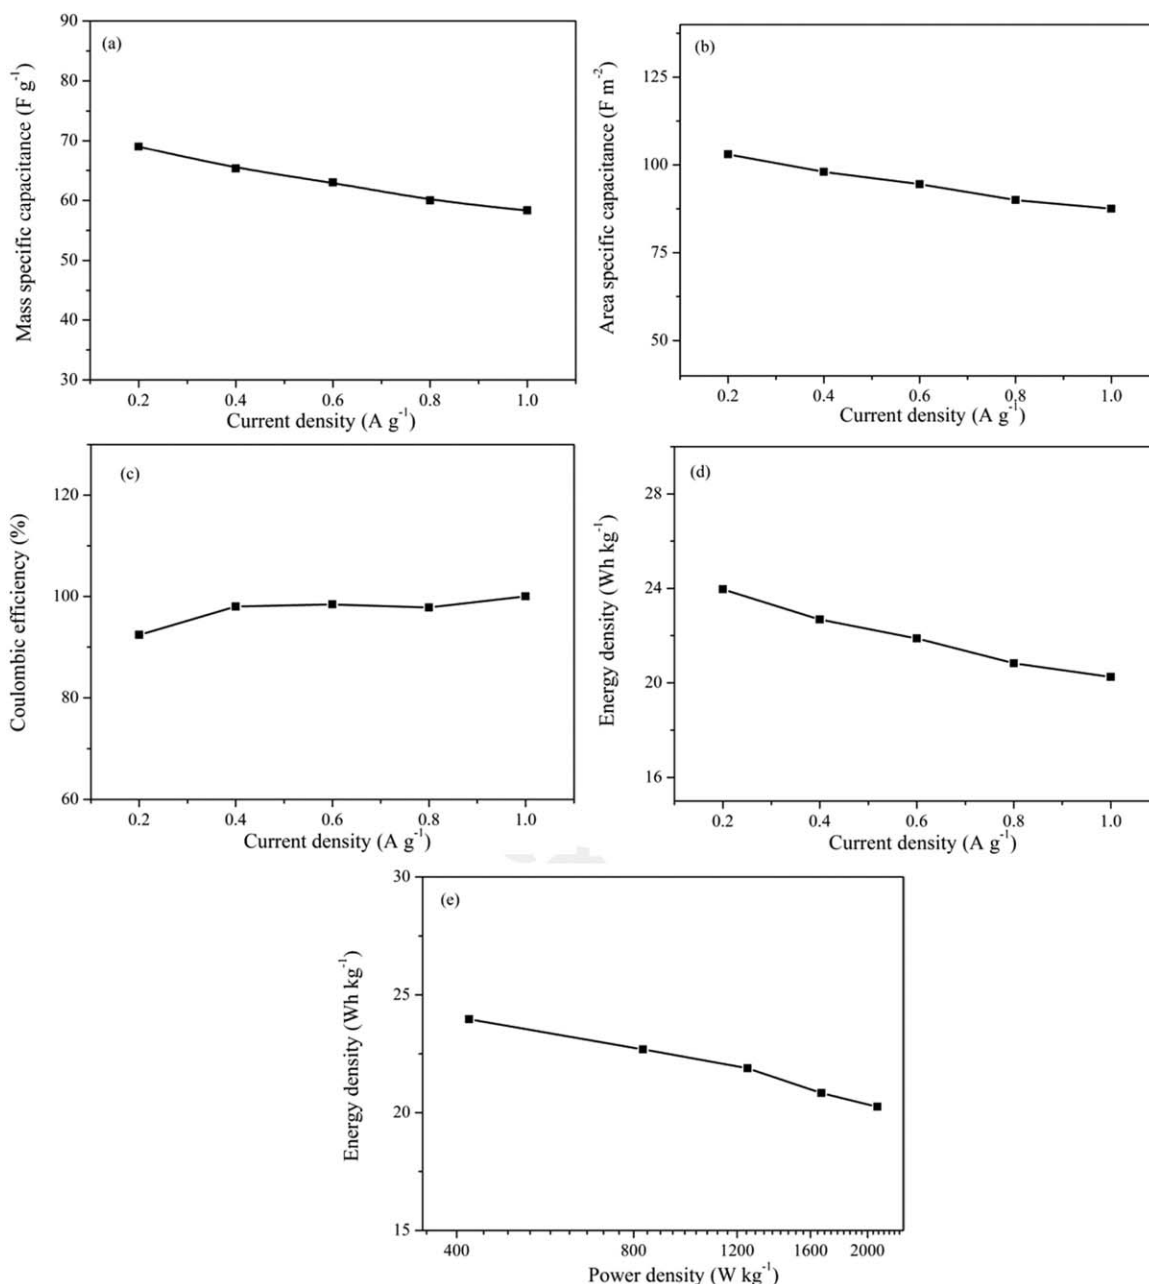 (a)
Mass specific capacitance (F g⁻¹)
90
80
70
60
50
40
30
0.2 0.4 0.6 0.8 1.0
Current density (A g⁻¹)
(b)
Area specific capacitance (F m⁻²)
125
100
75
50
0.2 0.4 0.6 0.8 1.0
Current density (A g⁻¹)
(c)
Coulombic efficiency (%)
120
100
80
60
0.2 0.4 0.6 0.8 1.0
Current density (A g⁻¹)
(d)
Energy density (Wh kg⁻¹)
28
24
20
16
0.2 0.4 0.6 0.8 1.0
Current density (A g⁻¹)
(e)
Energy density (Wh kg⁻¹)
30
25
20
15
400 800 1200 1600 2000
Power density (W kg⁻¹)